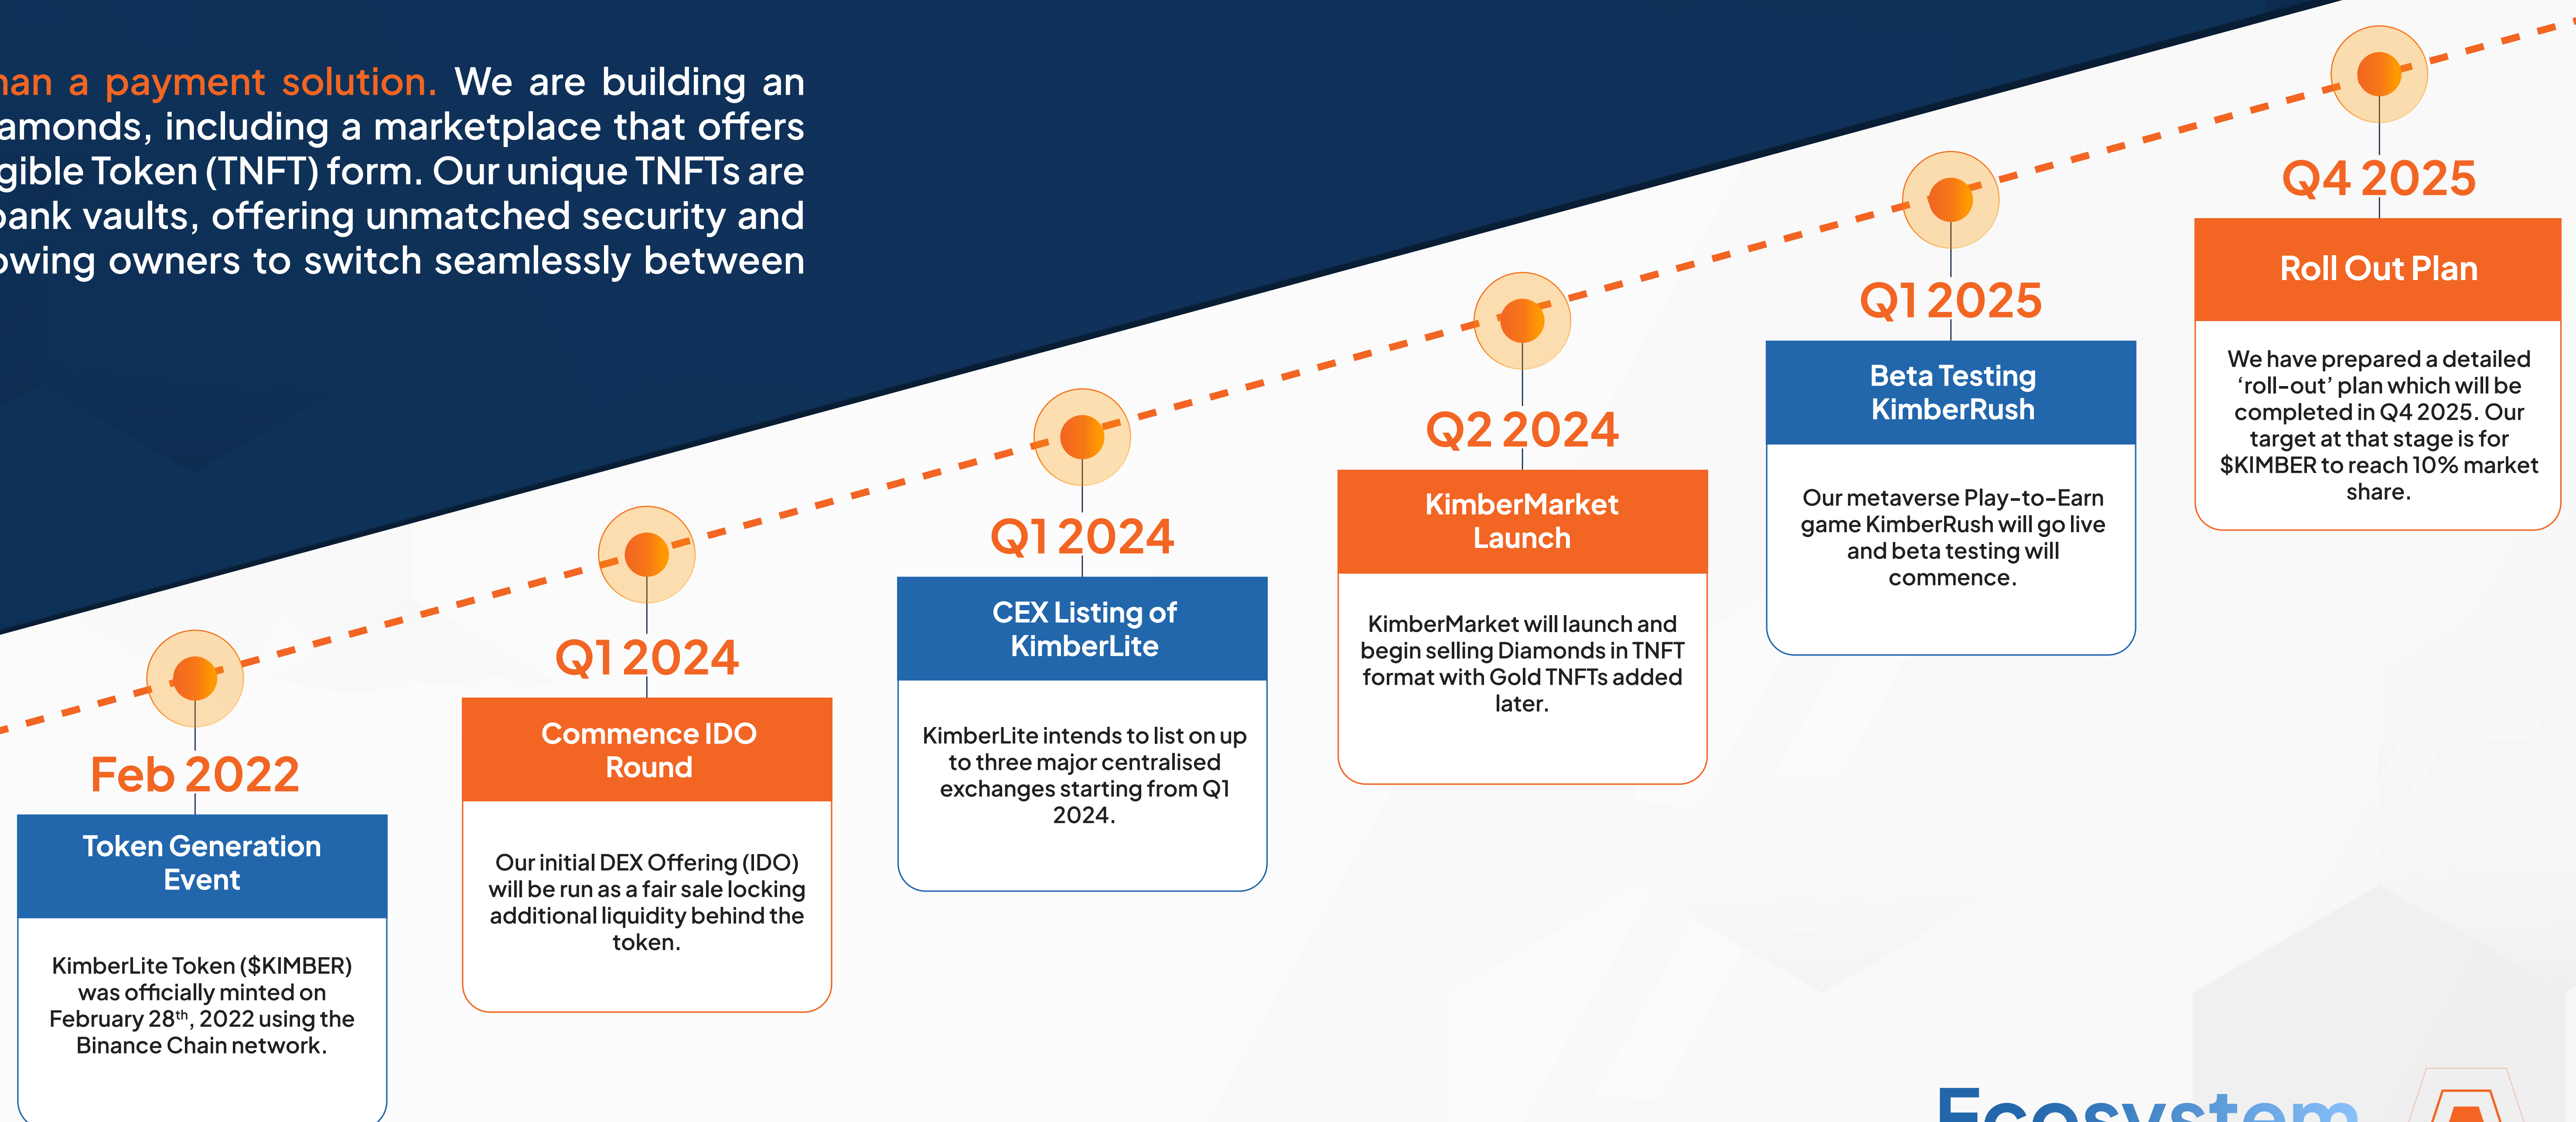 han a payment solution. We are building an
amonds, including a marketplace that offers
gible Token (TNFT) form. Our unique TNFTs are
bank vaults, offering unmatched security and
owing owners to switch seamlessly between
Feb 2022
Token Generation
Event
KimberLite Token ($KIMBER)
was officially minted on
February 28th, 2022 using the
Binance Chain network.
Q1 2024
Commence IDO
Round
Our initial DEX Offering (IDO)
will be run as a fair sale locking
additional liquidity behind the
token.
Q1 2024
CEX Listing of
KimberLite
KimberLite intends to list on up
to three major centralised
exchanges starting from Q1
2024.
Q2 2024
KimberMarket
Launch
KimberMarket will launch and
begin selling Diamonds in TNFT
format with Gold TNFTs added
later.
Q1 2025
Beta Testing
KimberRush
Our metaverse Play-to-Earn
game KimberRush will go live
and beta testing will
commence.
Q4 2025
Roll Out Plan
We have prepared a detailed
‘roll-out’ plan which will be
completed in Q4 2025. Our
target at that stage is for
$KIMBER to reach 10% market
share.
Ecosystem